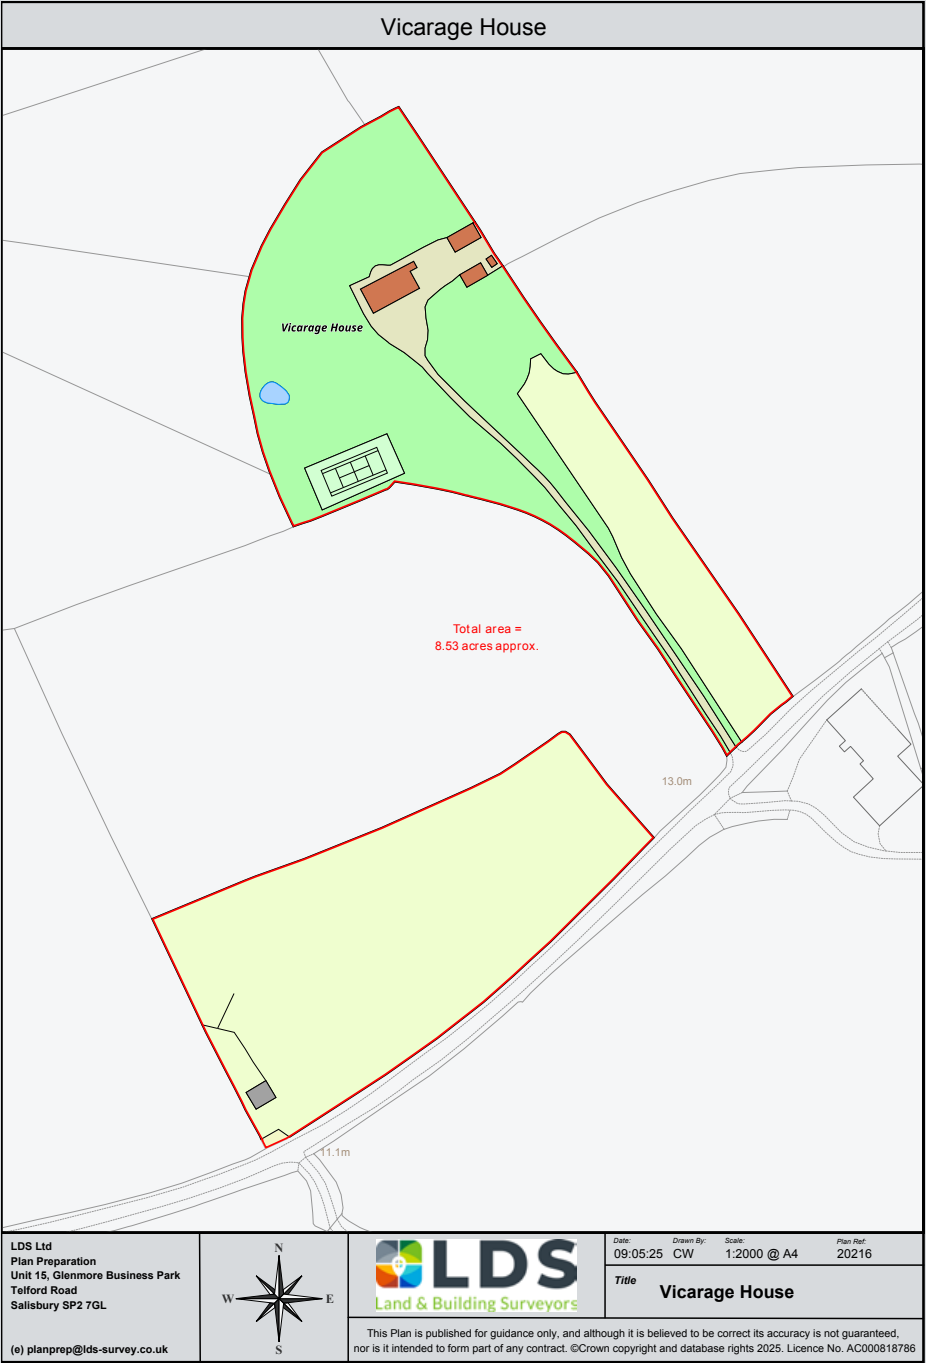 Vicarage House
Vicarage House
Total area =
8.53 acres approx.
13.0m
11.1m
LDS Ltd
Plan Preparation
Unit 15, Glenmore Business Park
Telford Road
Salisbury SP2 7GL
(e) planprep@lds-survey.co.uk
N
W E
S
LDS
Land & Building Surveyors
Date: Drawn By: Scale: Plan Ref:
09:05:25 CW 1:2000 @ A4 20216
Title
Vicarage House
This Plan is published for guidance only, and although it is believed to be correct its accuracy is not guaranteed,
nor is it intended to form part of any contract. ©Crown copyright and database rights 2025. Licence No. AC000818786